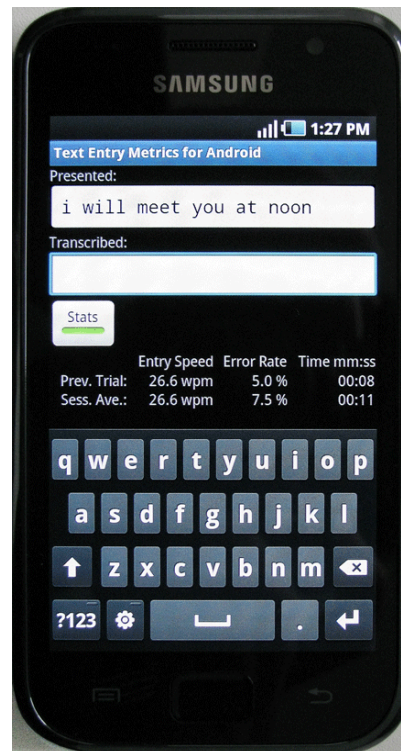 SAMSUNG
1:27 PM
Text Entry Metrics for Android
Presented:
i will meet you at noon
Transcribed:
Stats
Entry Speed Error Rate Time mm:ss
Prev. Trial: 26.6 wpm 5.0 % 00:08
Sess. Ave.: 26.6 wpm 7.5 % 00:11
q w e r t y u i o p
a s d f g h j k l
z x c v b n m
?123 .